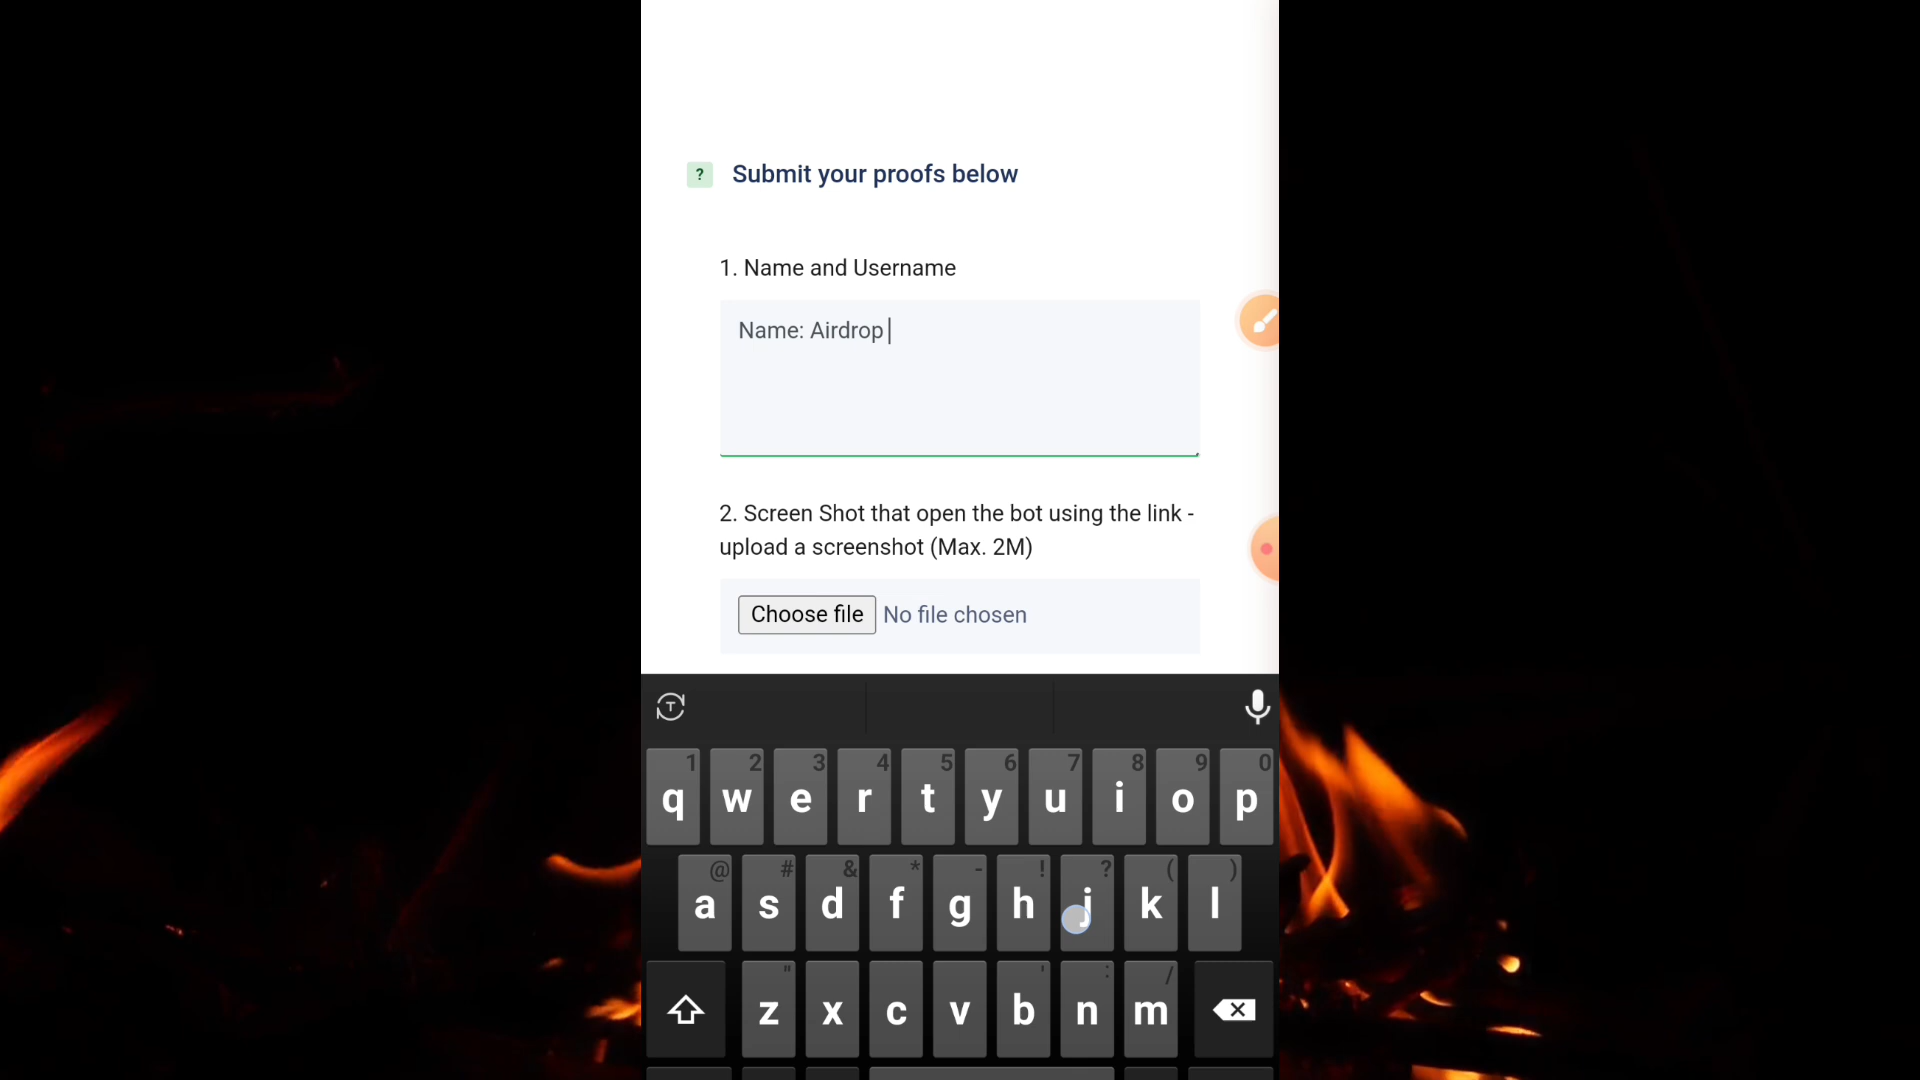 ? Submit your proofs below
1. Name and Username
Name: Airdrop
2. Screen Shot that open the bot using the link -
upload a screenshot (Max. 2M)
Choose file No file chosen
T
1 2 3 4 5 6 7 8 9 0
q w e r t y u i o p
@ # & * - ! ? ( )
a s d f g h j k l
" ' : /
z x c v b n m